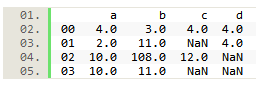 01. a b c d
02. 00 4.0 3.0 4.0 4.0
03. 01 2.0 11.0 NaN 4.0
04. 02 10.0 108.0 12.0 NaN
05. 03 10.0 11.0 NaN NaN